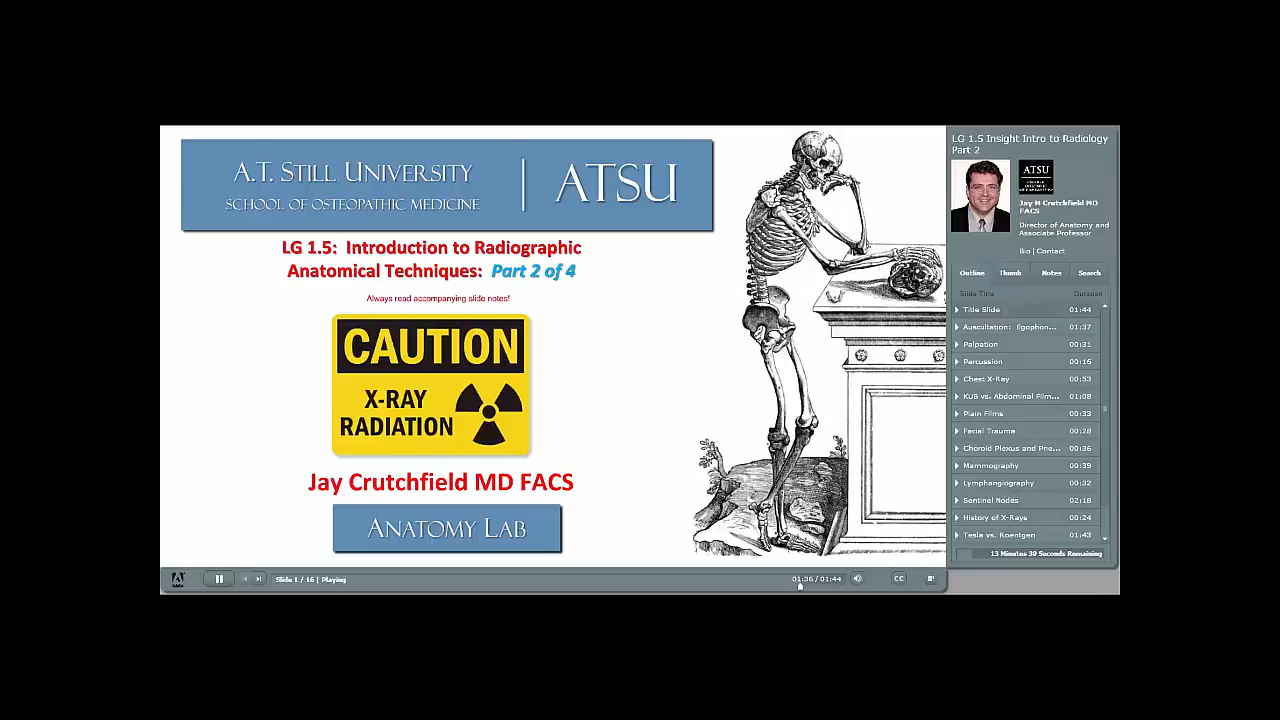 A.T. STILL UNIVERSITY
SCHOOL OF OSTEOPATHIC MEDICINE
ATSU
LG 1.5: Introduction to Radiographic
Anatomical Techniques: Part 2 of 4
Always read accompanying slide notes!
CAUTION
X-RAY
RADIATION
Jay Crutchfield MD FACS
ANATOMY LAB
Slide 1 / 16 | Playing
01:36 / 01:44
CC
LG 1.5 Insight Intro to Radiology
Part 2
ATSU
Jay M Crutchfield MD
FACS
Director of Anatomy and
Associate Professor
Bio | Contact
Outline Thumb Notes Search
Slide Title Duration
Title Slide 01:44
Auscultation: Egophon... 01:37
Palpation 00:31
Percussion 00:16
Chest X-Ray 00:53
KUB vs. Abdominal Film... 01:08
Plain Films 00:33
Facial Trauma 00:28
Choroid Plexus and Pne... 00:36
Mammography 00:39
Lymphangiography 00:32
Sentinel Nodes 02:18
History of X-Rays 00:24
Tesla vs. Roentgen 01:43
13 Minutes 39 Seconds Remaining